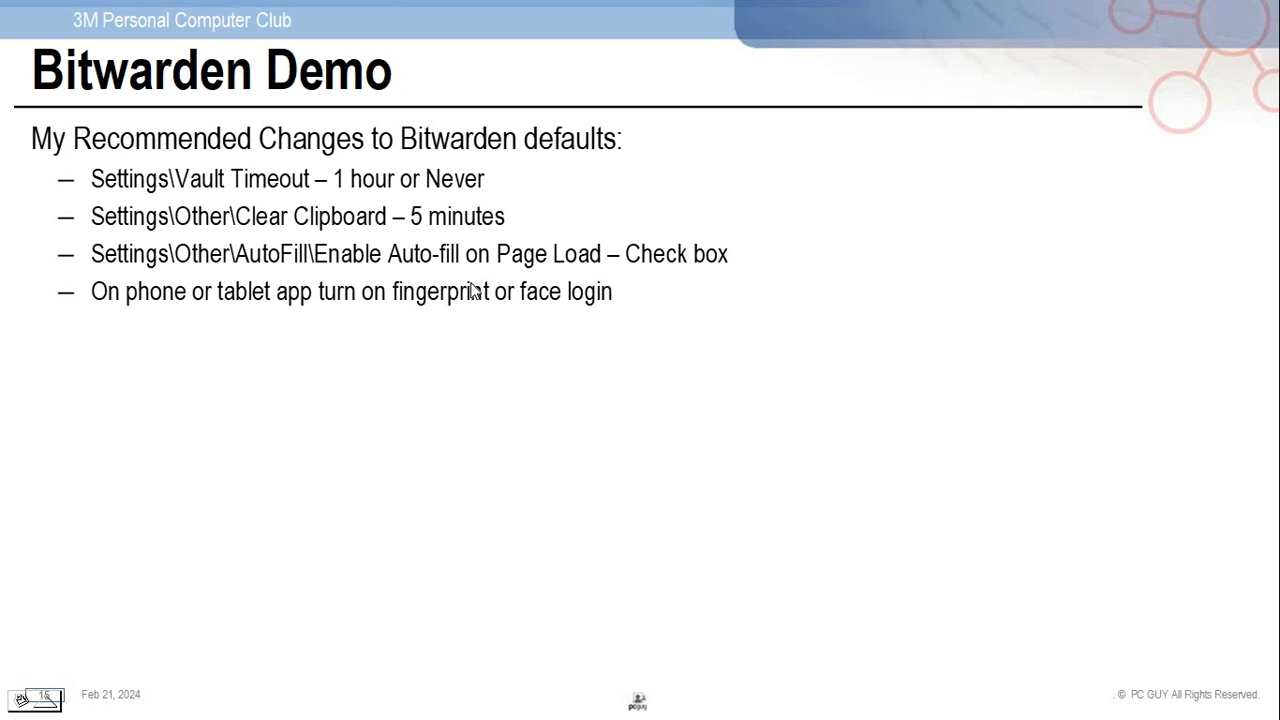 3M Personal Computer Club
Bitwarden Demo
My Recommended Changes to Bitwarden defaults:
— Settings\Vault Timeout – 1 hour or Never
— Settings\Other\Clear Clipboard – 5 minutes
— Settings\Other\AutoFill\Enable Auto-fill on Page Load – Check box
— On phone or tablet app turn on fingerprint or face login
15 Feb 21, 2024
pcguy
. © PC GUY All Rights Reserved.